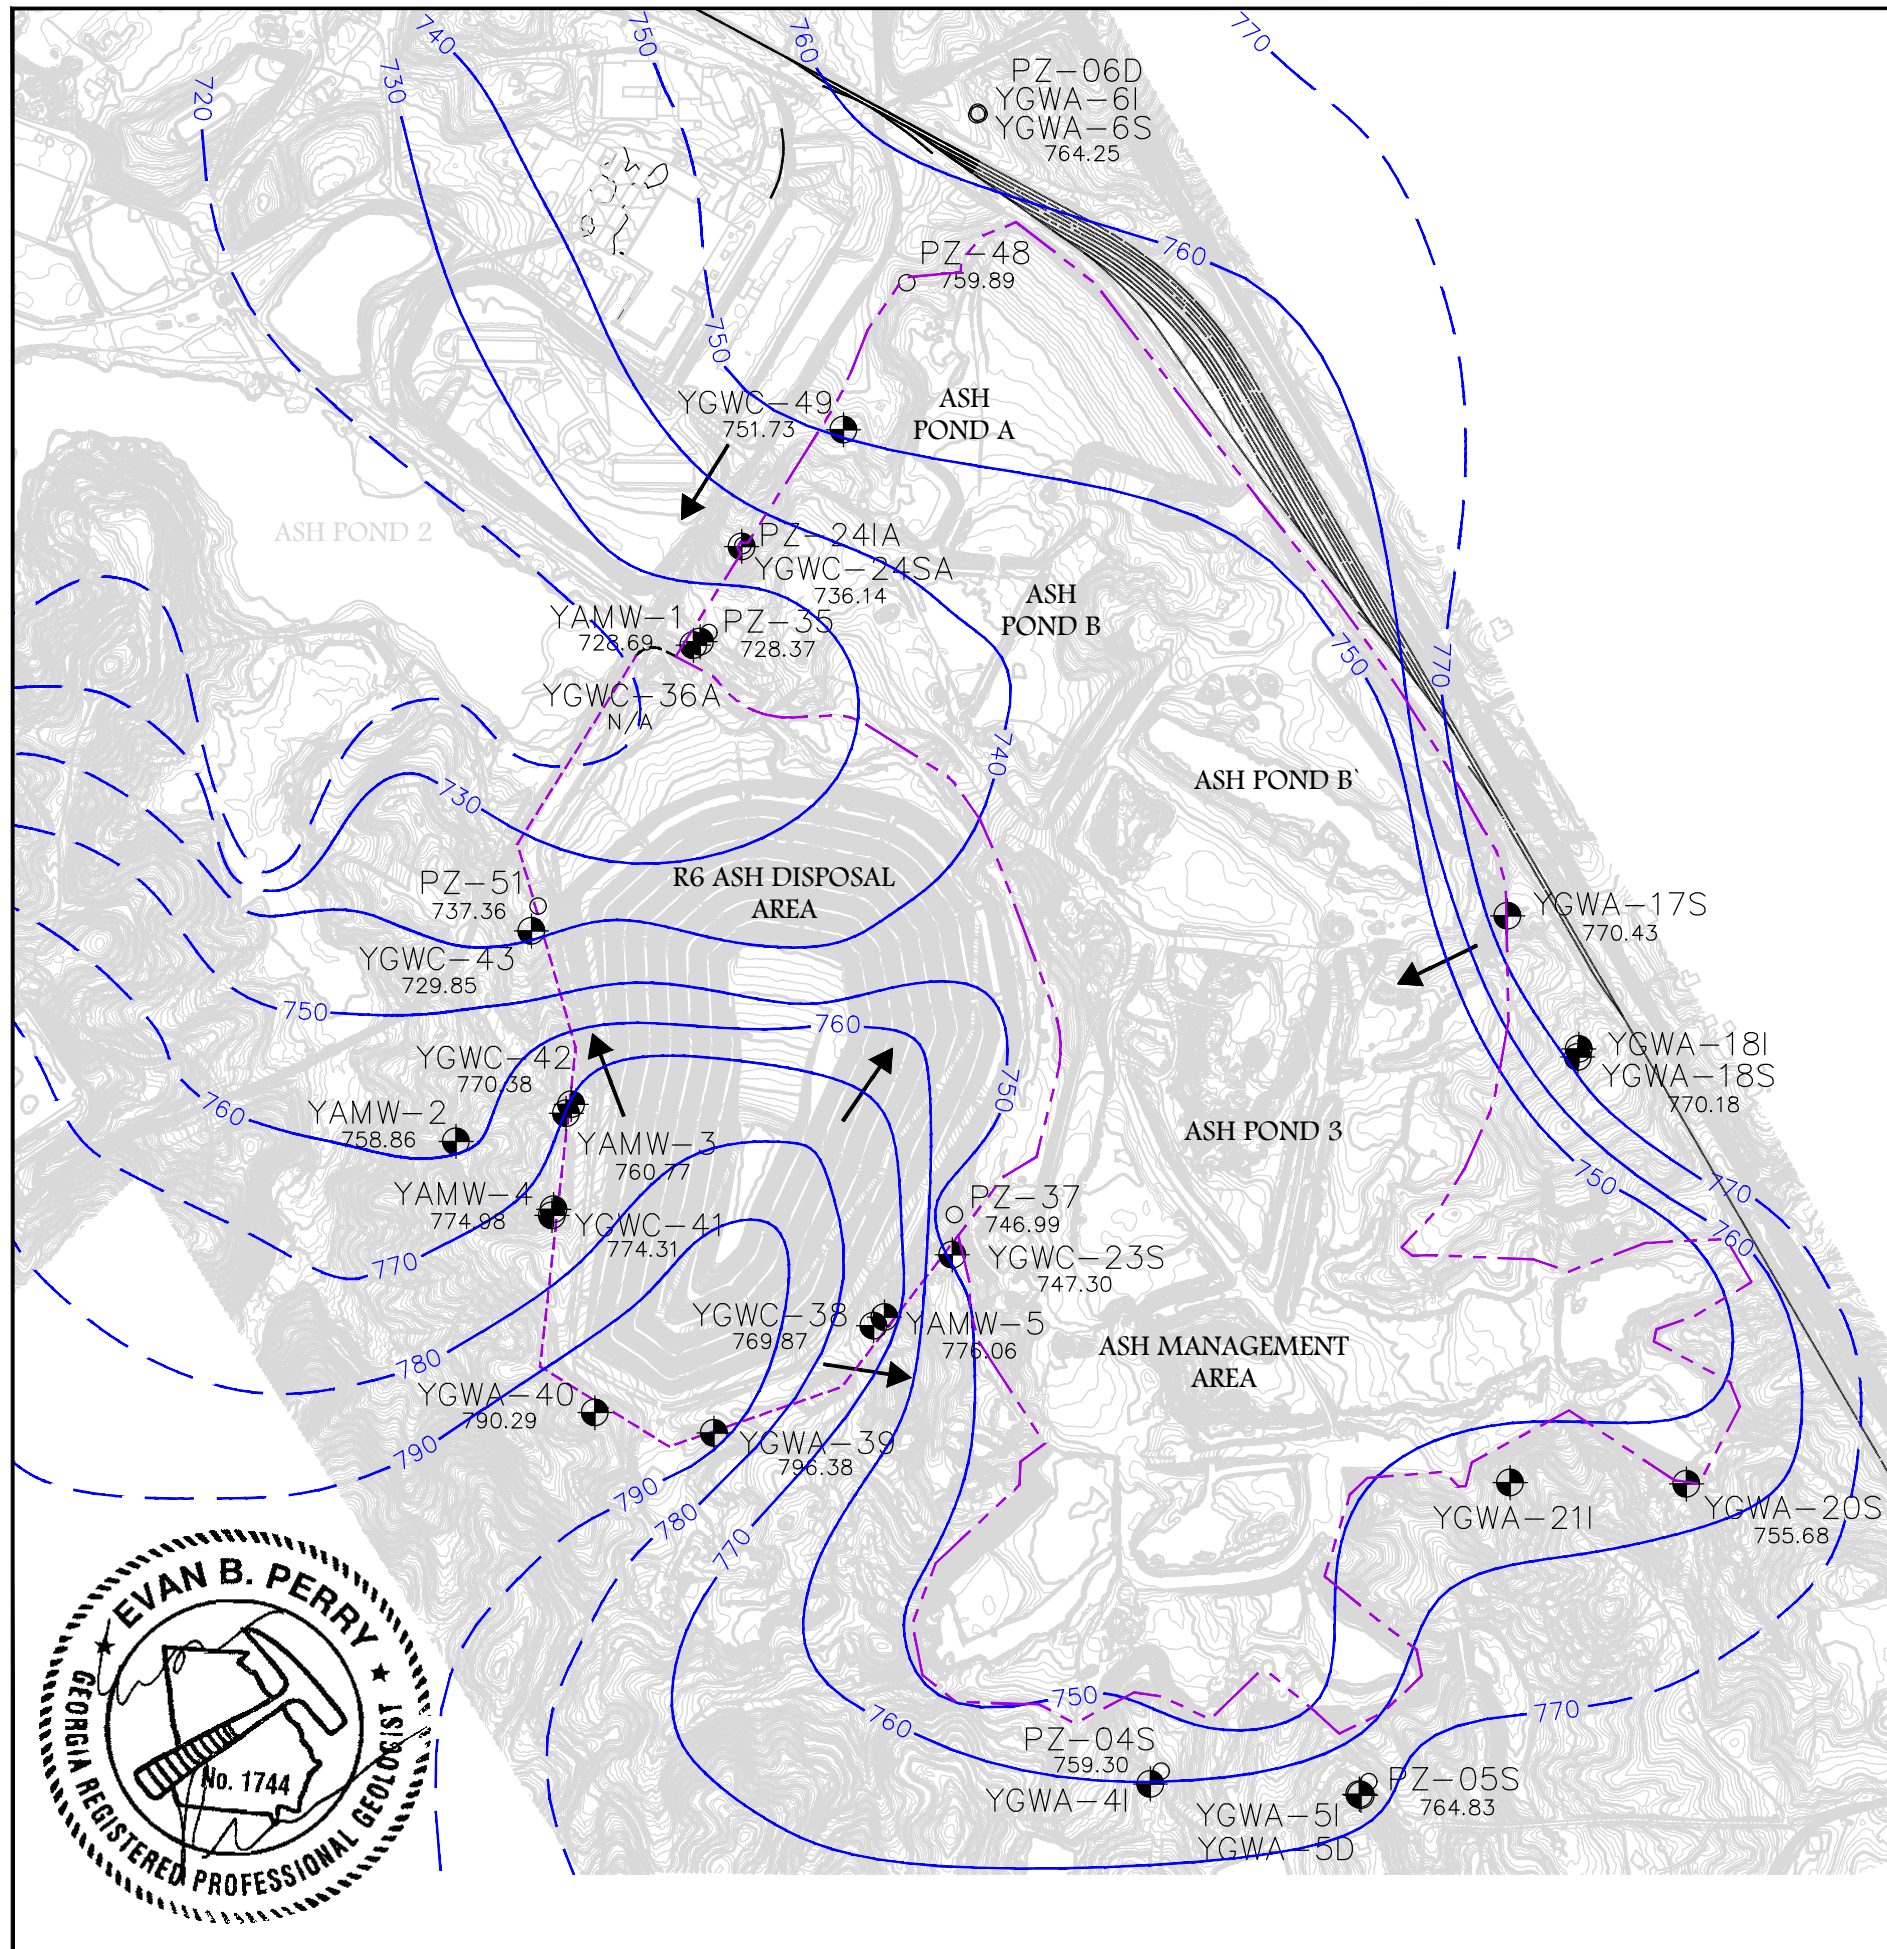 740
750
760
770
720
730
PZ-06D
YGWA-6I
YGWA-6S
764.25
760
PZ-48
759.89
750
YGWC-49
751.73
ASH
POND A
ASH POND 2
PZ-24IA
YGWC-24SA
736.14
ASH
POND B
YAMW-1
728.69
PZ-35
728.37
750
770
YGWC-36A
N/A
740
730
ASH POND B`
PZ-51
737.36
R6 ASH DISPOSAL
AREA
YGWA-17S
770.43
YGWC-43
729.85
750
760
YGWC-42
770.38
750
YGWA-18I
YGWA-18S
770.18
760
YAMW-2
758.86
YAMW-3
760.77
ASH POND 3
750
770
YAMW-4
774.98
YGWC-41
774.31
PZ-37
746.99
760
770
YGWC-23S
747.30
YGWC-38
769.87
YAMW-5
776.06
ASH MANAGEMENT
AREA
780
YGWA-40
790.29
790
YGWA-39
796.38
790
780
770
YGWA-21I
YGWA-20S
755.68
EVAN B. PERRY
GEORGIA REGISTERED PROFESSIONAL GEOLOGIST
No. 1744
750
760
770
PZ-04S
759.30
YGWA-4I
PZ-05S
764.83
YGWA-5I
YGWA-5D